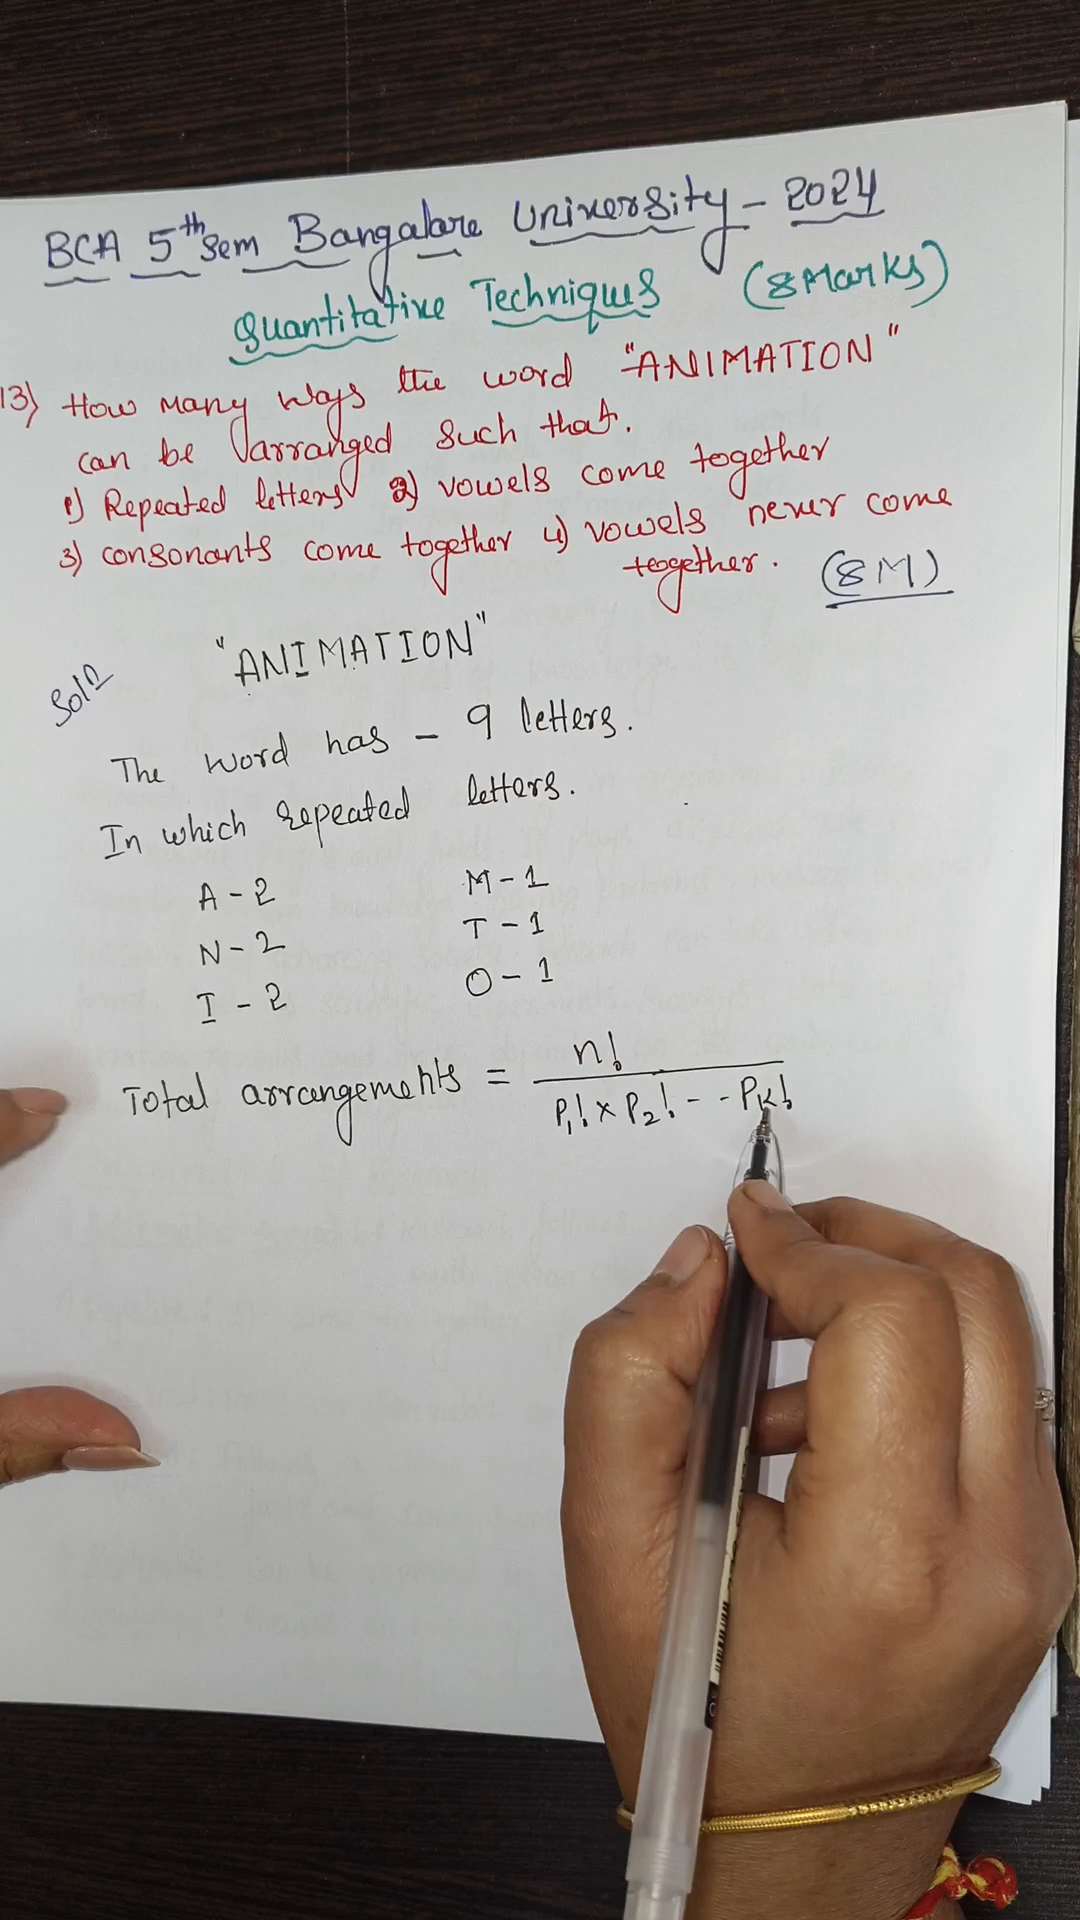 BCA 5th Sem Bangalore University - 2024
Quantitative Techniques (8 Marks)
13) How many ways the word "ANIMATION"
can be arranged such that.
1) Repeated letters 2) vowels come together
3) consonants come together 4) vowels never come
together. (8M)
Soln "ANIMATION"
The word has - 9 letters.
In which repeated letters.
A - 2 M - 1
N - 2 T - 1
I - 2 O - 1
Total arrangements = n! / P1! x P2! - - PK!